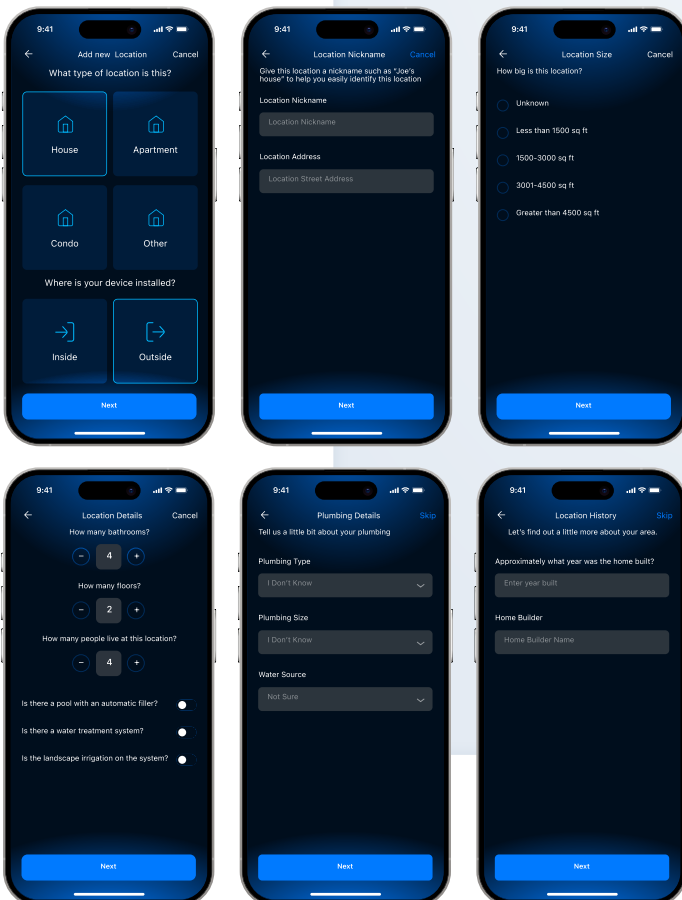 9:41
Add new Location
Cancel
What type of location is this?
House
Apartment
Condo
Other
Where is your device installed?
Inside
Outside
Next
9:41
Location Nickname
Cancel
Give this location a nickname such as "Joe's
house" to help you easily identify this location
Location Nickname
Location Nickname
Location Address
Location Street Address
Next
9:41
Location Size
Cancel
How big is this location?
Unknown
Less than 1500 sq ft
1500-3000 sq ft
3001-4500 sq ft
Greater than 4500 sq ft
Next
9:41
Location Details
Cancel
How many bathrooms?
- 4 +
How many floors?
- 2 +
How many people live at this location?
- 4 +
Is there a pool with an automatic filler?
Is there a water treatment system?
Is the landscape irrigation on the system?
Next
9:41
Plumbing Details
Skip
Tell us a little bit about your plumbing
Plumbing Type
I Don't Know
Plumbing Size
I Don't Know
Water Source
Not Sure
Next
9:41
Location History
Skip
Let's find out a little more about your area.
Approximately what year was the home built?
Enter year built
Home Builder
Home Builder Name
Next